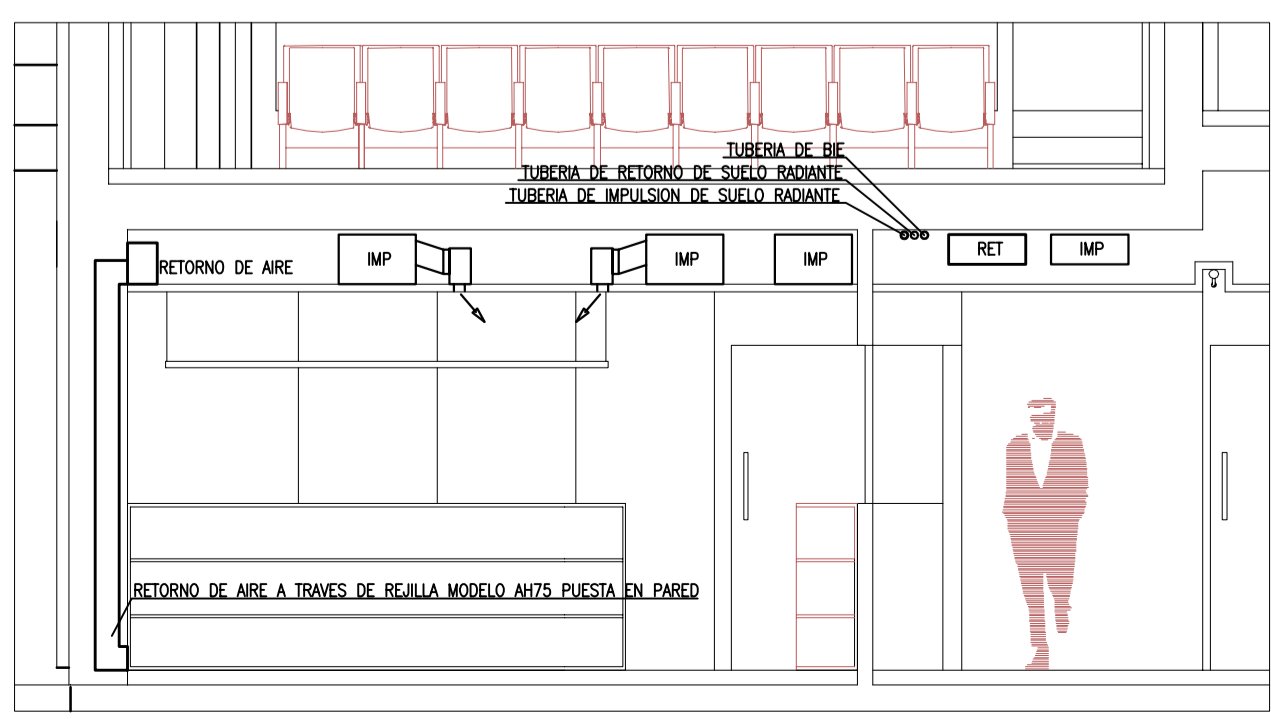 TUBERIA DE BIE
TUBERIA DE RETORNO DE SUELO RADIANTE
TUBERIA DE IMPULSION DE SUELO RADIANTE
RETORNO DE AIRE
IMP
IMP
IMP
RET
IMP
RETORNO DE AIRE A TRAVES DE REJILLA MODELO AH75 PUESTA EN PARED